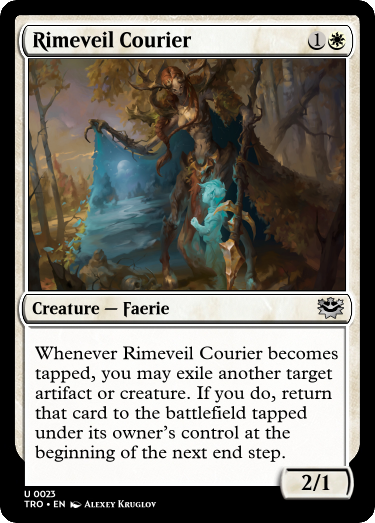 Rimeveil Courier 1
Creature — Faerie
Whenever Rimeveil Courier becomes
tapped, you may exile another target
artifact or creature. If you do, return
that card to the battlefield tapped
under its owner's control at the
beginning of the next end step.
2/1
U 0023
TRO • EN Alexey Kruglov